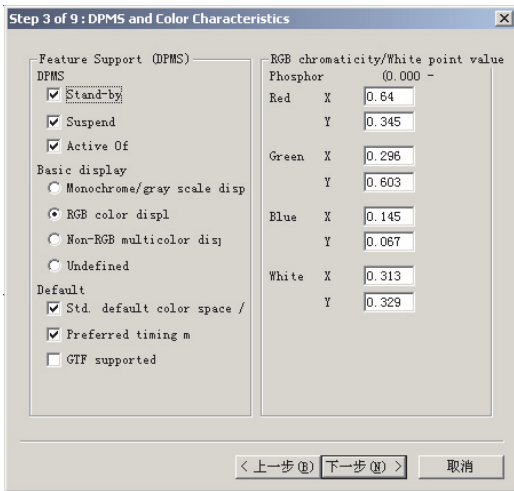 Step 3 of 9 : DPMS and Color Characteristics
Feature Support (DPMS)
DPMS
Stand-by
Suspend
Active Of
Basic display
Monochrome/gray scale disp
RGB color displ
Non-RGB multicolor disj
Undefined
Default
Std. default color space /
Preferred timing m
GTF supported
RGB chromaticity/White point value
Phosphor (0.000 -
Red X 0.64
Y 0.345
Green X 0.296
Y 0.603
Blue X 0.145
Y 0.067
White X 0.313
Y 0.329
< 上一步(B) 下一步(N) > 取消